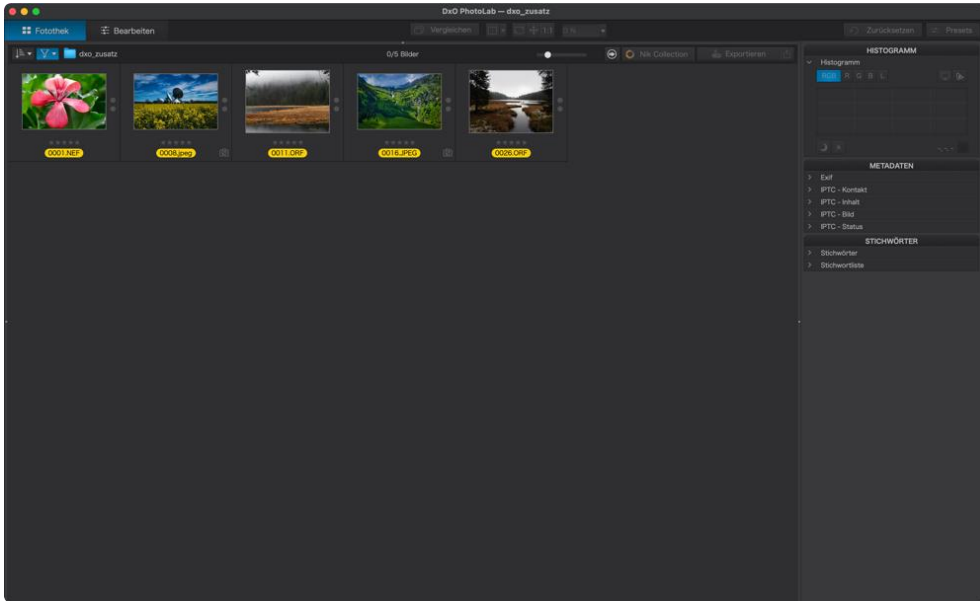 DxO PhotoLab — dxo_zusatz
Fotothek Bearbeiten Vergleichen 1:1 Zurücksetzen Presets
dxo_zusatz 0/5 Bilder Nik Collection Exportieren
HISTOGRAMM
Histogramm
RGB R G B L
0001.NEF 0008.jpeg 0011.ORF 0016.JPEG 0026.ORF
METADATEN
Exif
IPTC - Kontakt
IPTC - Inhalt
IPTC - Bild
IPTC - Status
STICHWÖRTER
Stichwörter
Stichwortliste